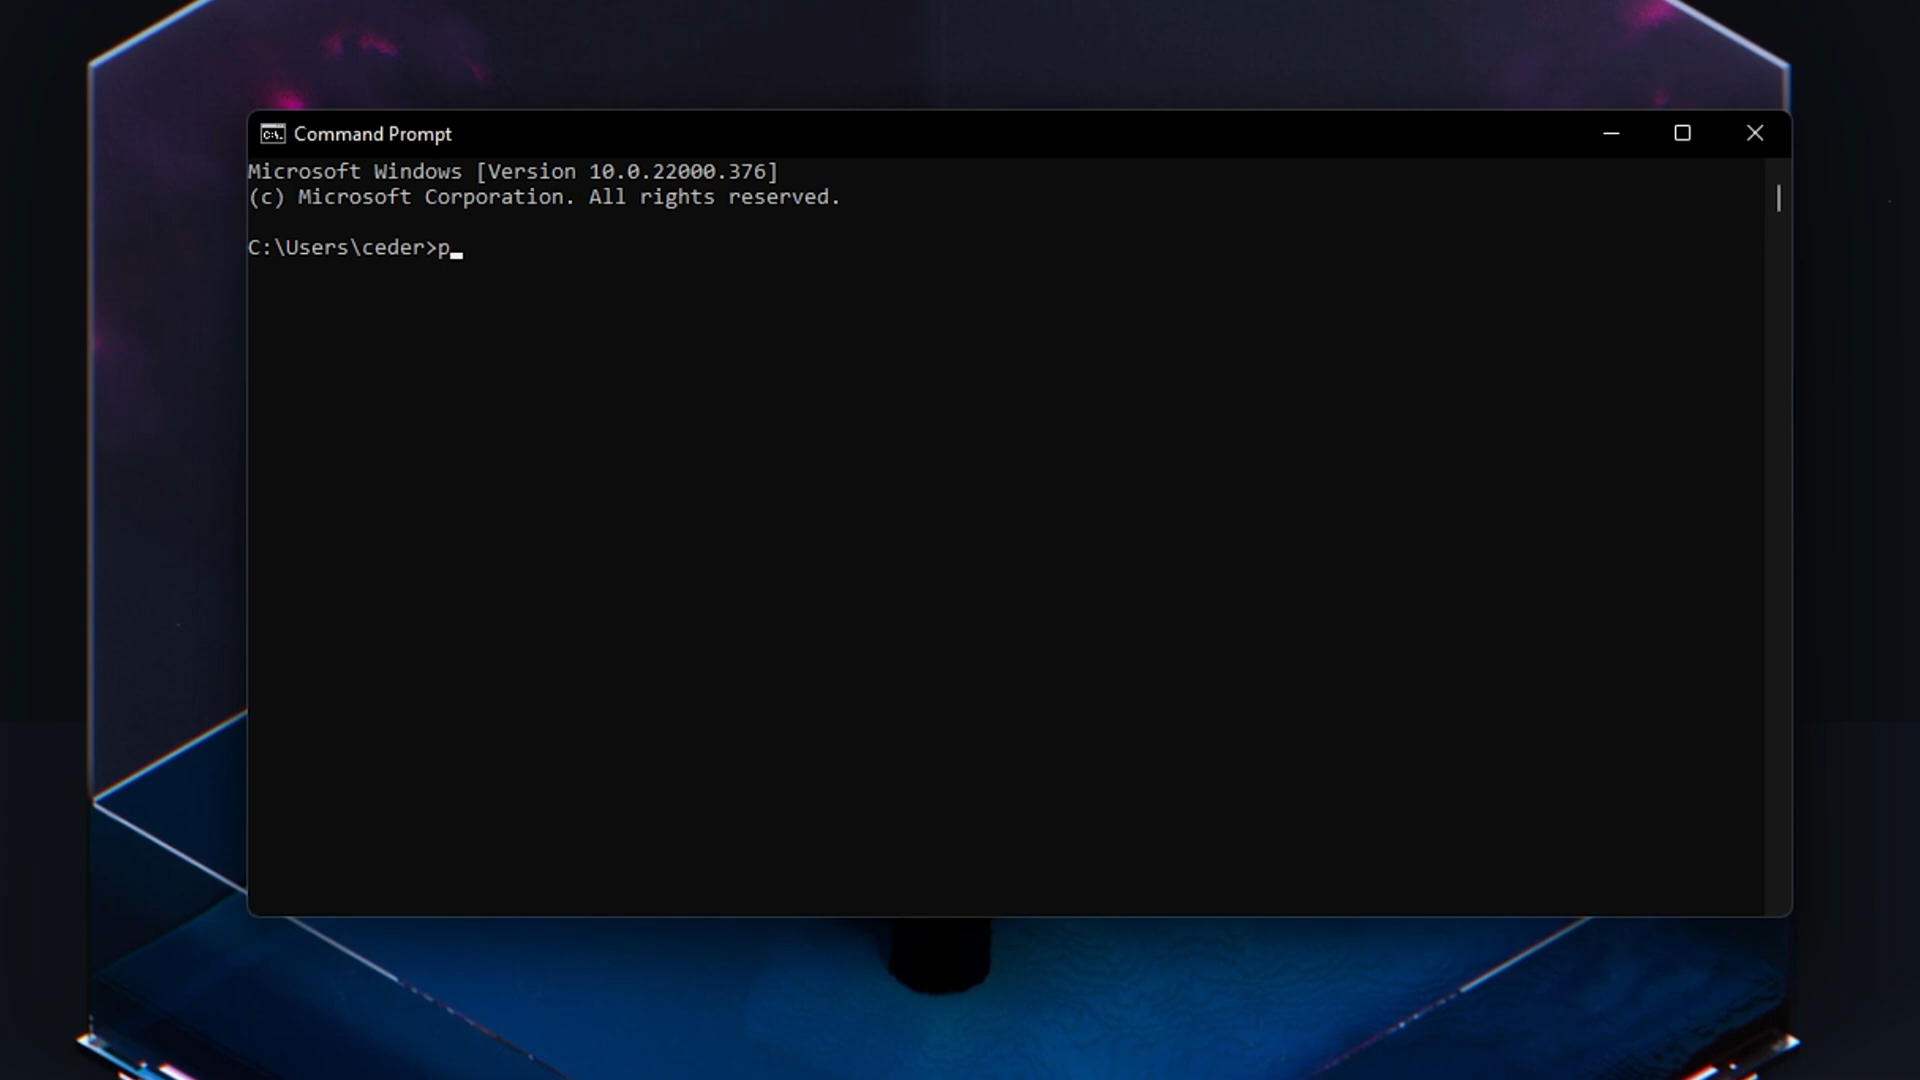 Command Prompt
Microsoft Windows [Version 10.0.22000.376]
(c) Microsoft Corporation. All rights reserved.
C:\Users\ceder>p